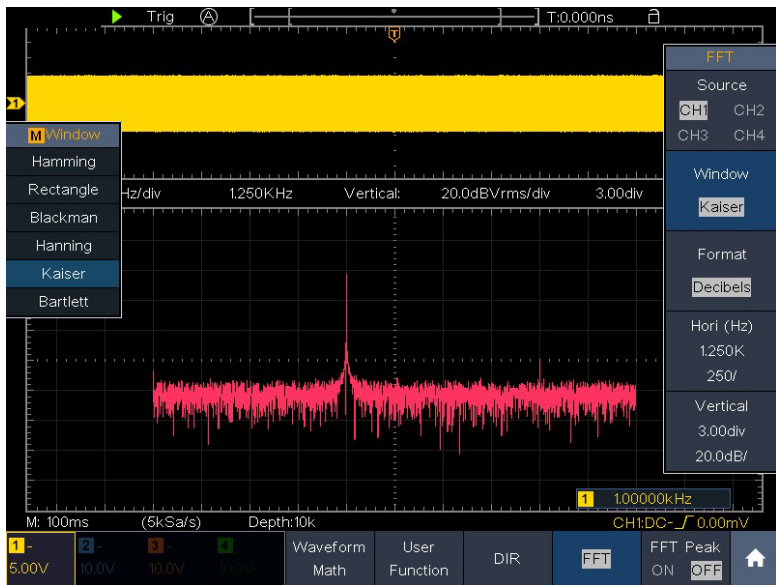 Trig A T:0.000ns
T
FFT
Source
1
CH1 CH2
M Window
CH3 CH4
Hamming
Window
Rectangle Hz/div 1.250KHz Vertical: 20.0dBVrms/div 3.00div
Kaiser
Blackman
Hanning
Format
Kaiser
Decibels
Bartlett
Hori (Hz)
1.250K
250/
Vertical
3.00div
20.0dB/
1 1.00000kHz
M: 100ms (5kSa/s) Depth:10k CH1:DC- 0.00mV
1 - 2 - 3 - 4 - Waveform User DIR FFT FFT Peak
5.00V 10.0V 10.0V 10.0V Math Function ON OFF